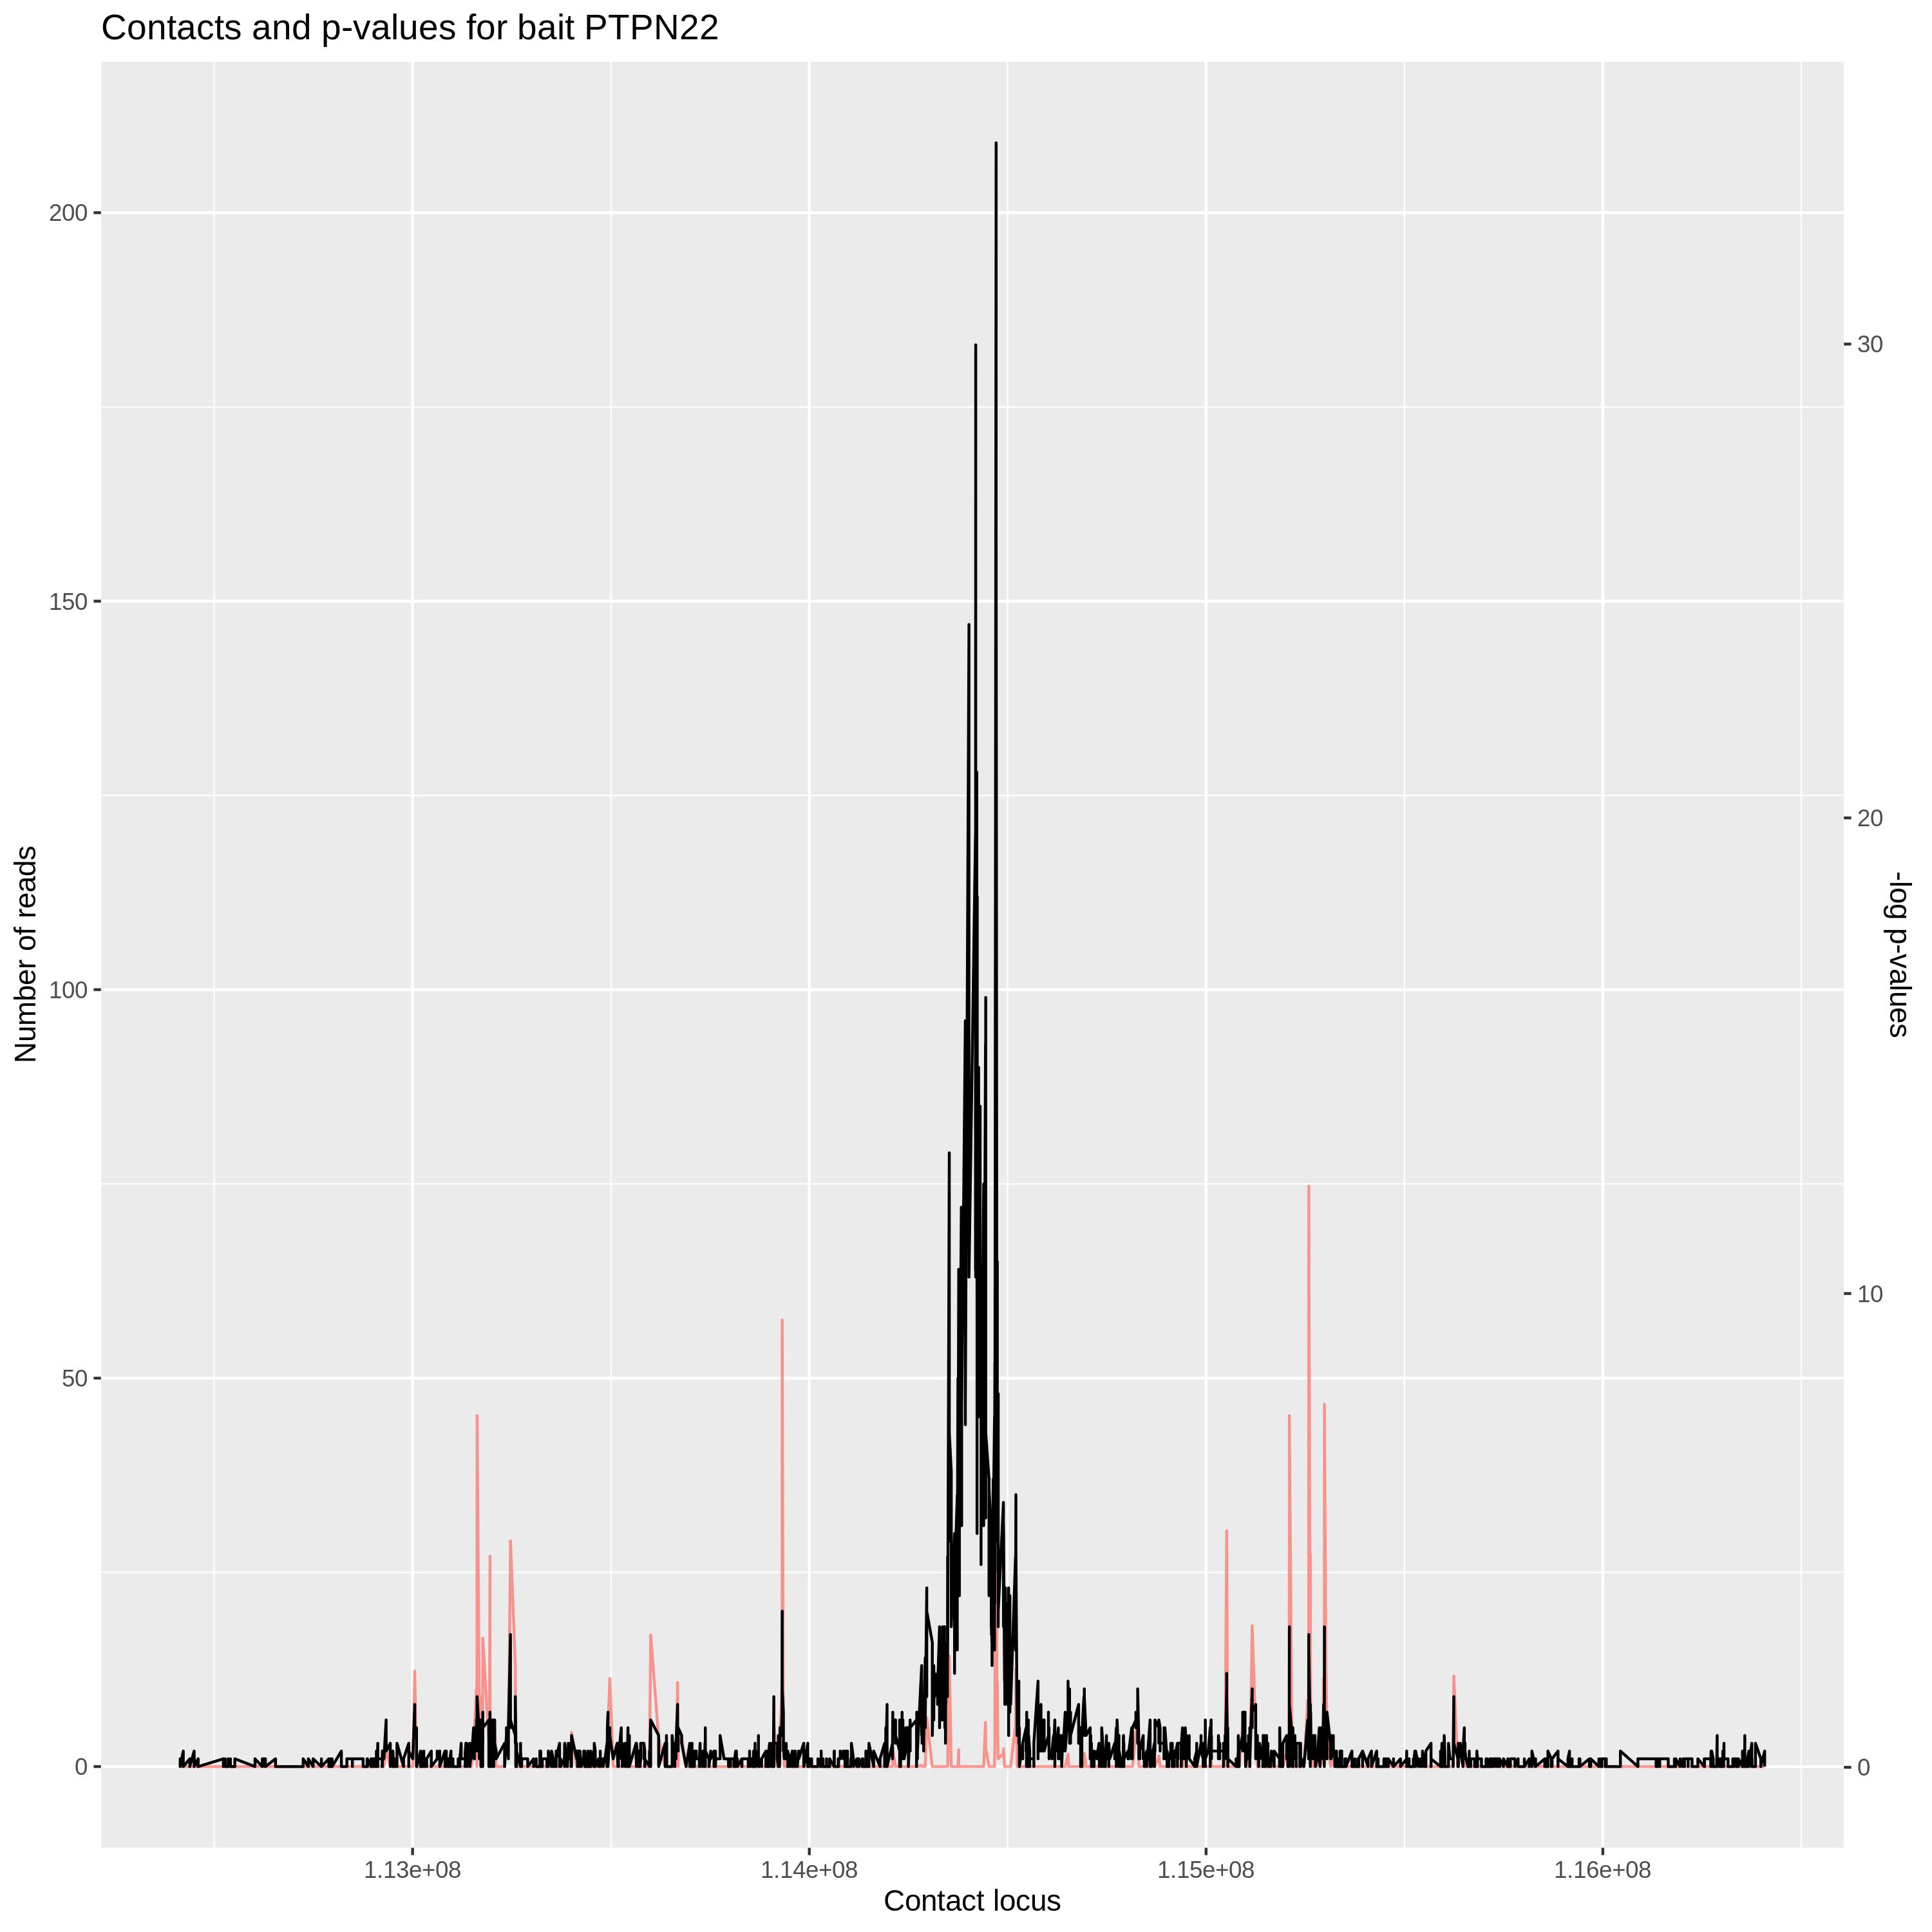 Contacts and p-values for bait PTPN22
Number of reads
200
150
100
50
0
30
20
10
0
-log p-values
1.13e+08
1.14e+08
1.15e+08
1.16e+08
Contact locus